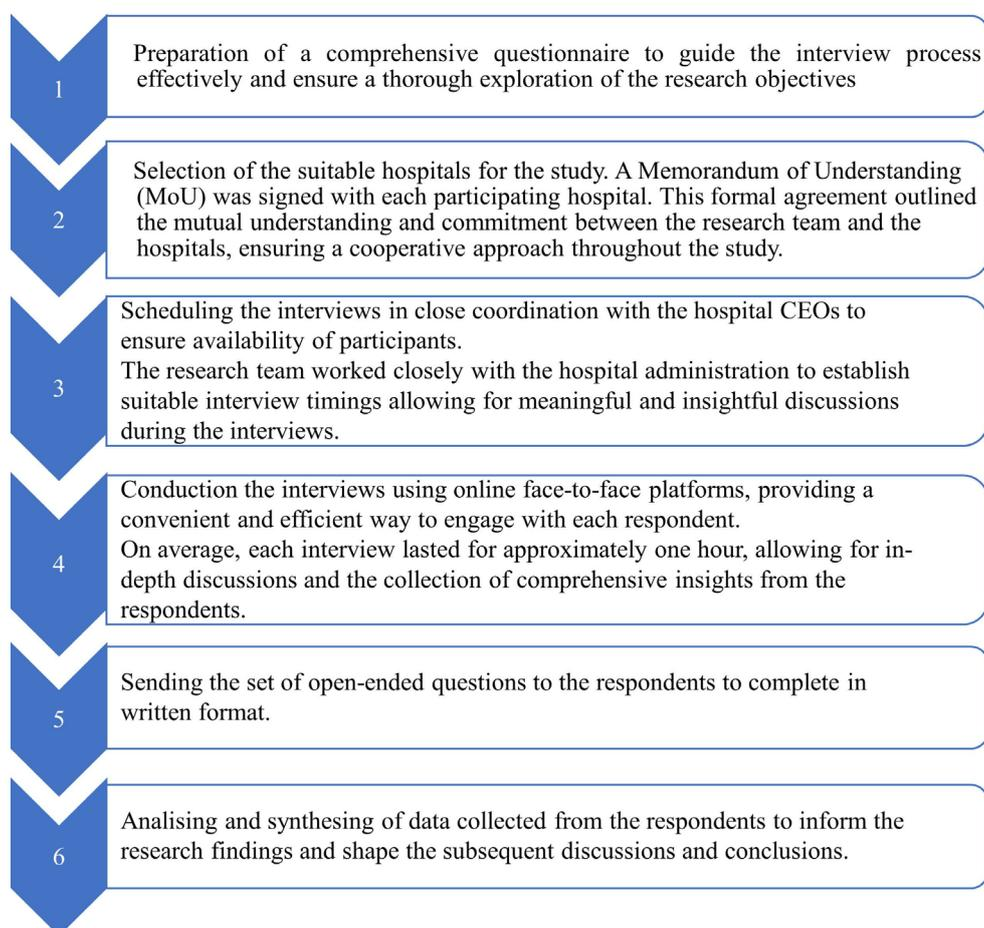 1
Preparation of a comprehensive questionnaire to guide the interview process
effectively and ensure a thorough exploration of the research objectives
2
Selection of the suitable hospitals for the study. A Memorandum of Understanding
(MoU) was signed with each participating hospital. This formal agreement outlined
the mutual understanding and commitment between the research team and the
hospitals, ensuring a cooperative approach throughout the study.
3
Scheduling the interviews in close coordination with the hospital CEOs to
ensure availability of participants.
The research team worked closely with the hospital administration to establish
suitable interview timings allowing for meaningful and insightful discussions
during the interviews.
4
Conduction the interviews using online face-to-face platforms, providing a
convenient and efficient way to engage with each respondent.
On average, each interview lasted for approximately one hour, allowing for in-
depth discussions and the collection of comprehensive insights from the
respondents.
5
Sending the set of open-ended questions to the respondents to complete in
written format.
6
Analising and synthesing of data collected from the respondents to inform the
research findings and shape the subsequent discussions and conclusions.